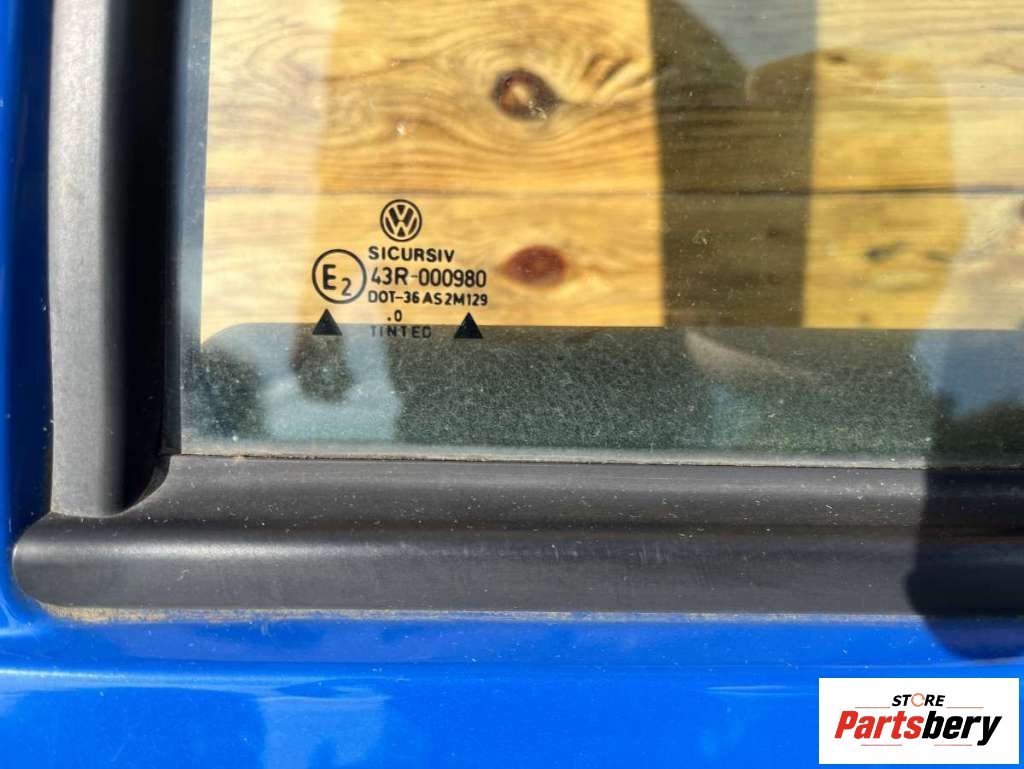 SICURSIV
E2 43R-000980
DOT-36 AS2M129
.0
TINTED
STORE
Partsbery